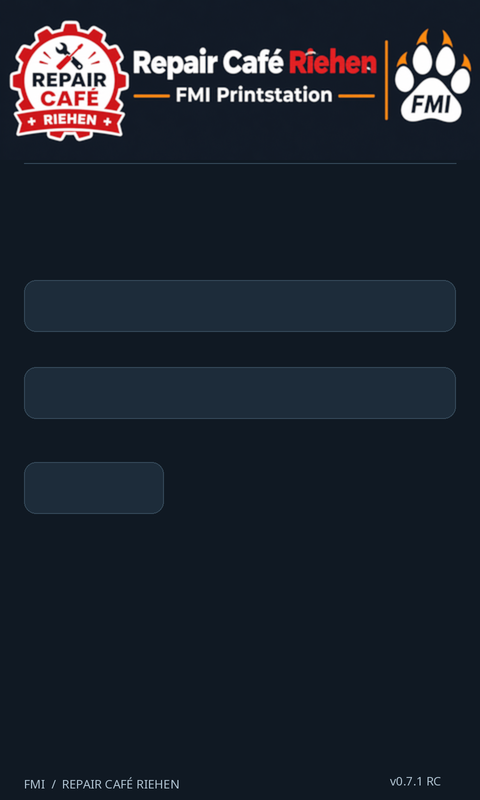 REPAIR
CAFÉ
RIEHEN
Repair Café Riehen
FMI Printstation
FMI
FMI / REPAIR CAFÉ RIEHEN
v0.7.1 RC